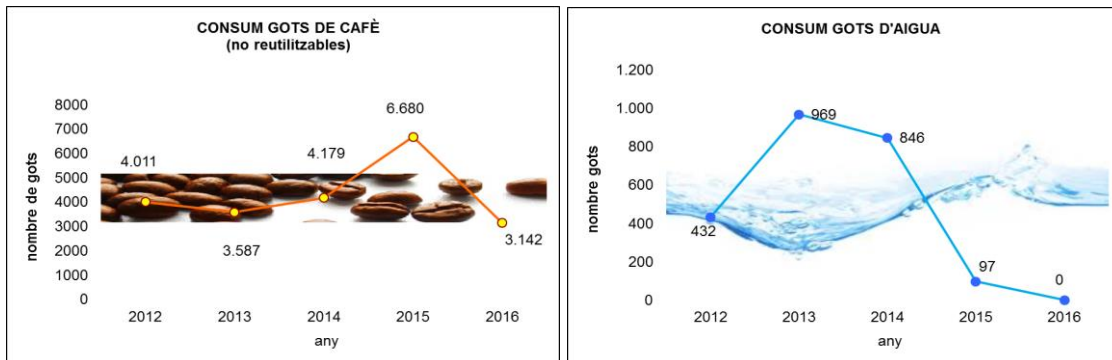 CONSUM GOTS DE CAFÈ
(no reutilitzables)
nombre de gots
8000
7000
6000
5000
4000
3000
2000
1000
0
4.011
3.587
4.179
6.680
3.142
2012 2013 2014 2015 2016
any
CONSUM GOTS D'AIGUA
nombre gots
1.200
1.000
800
600
400
200
0
432
969
846
97
0
2012 2013 2014 2015 2016
any